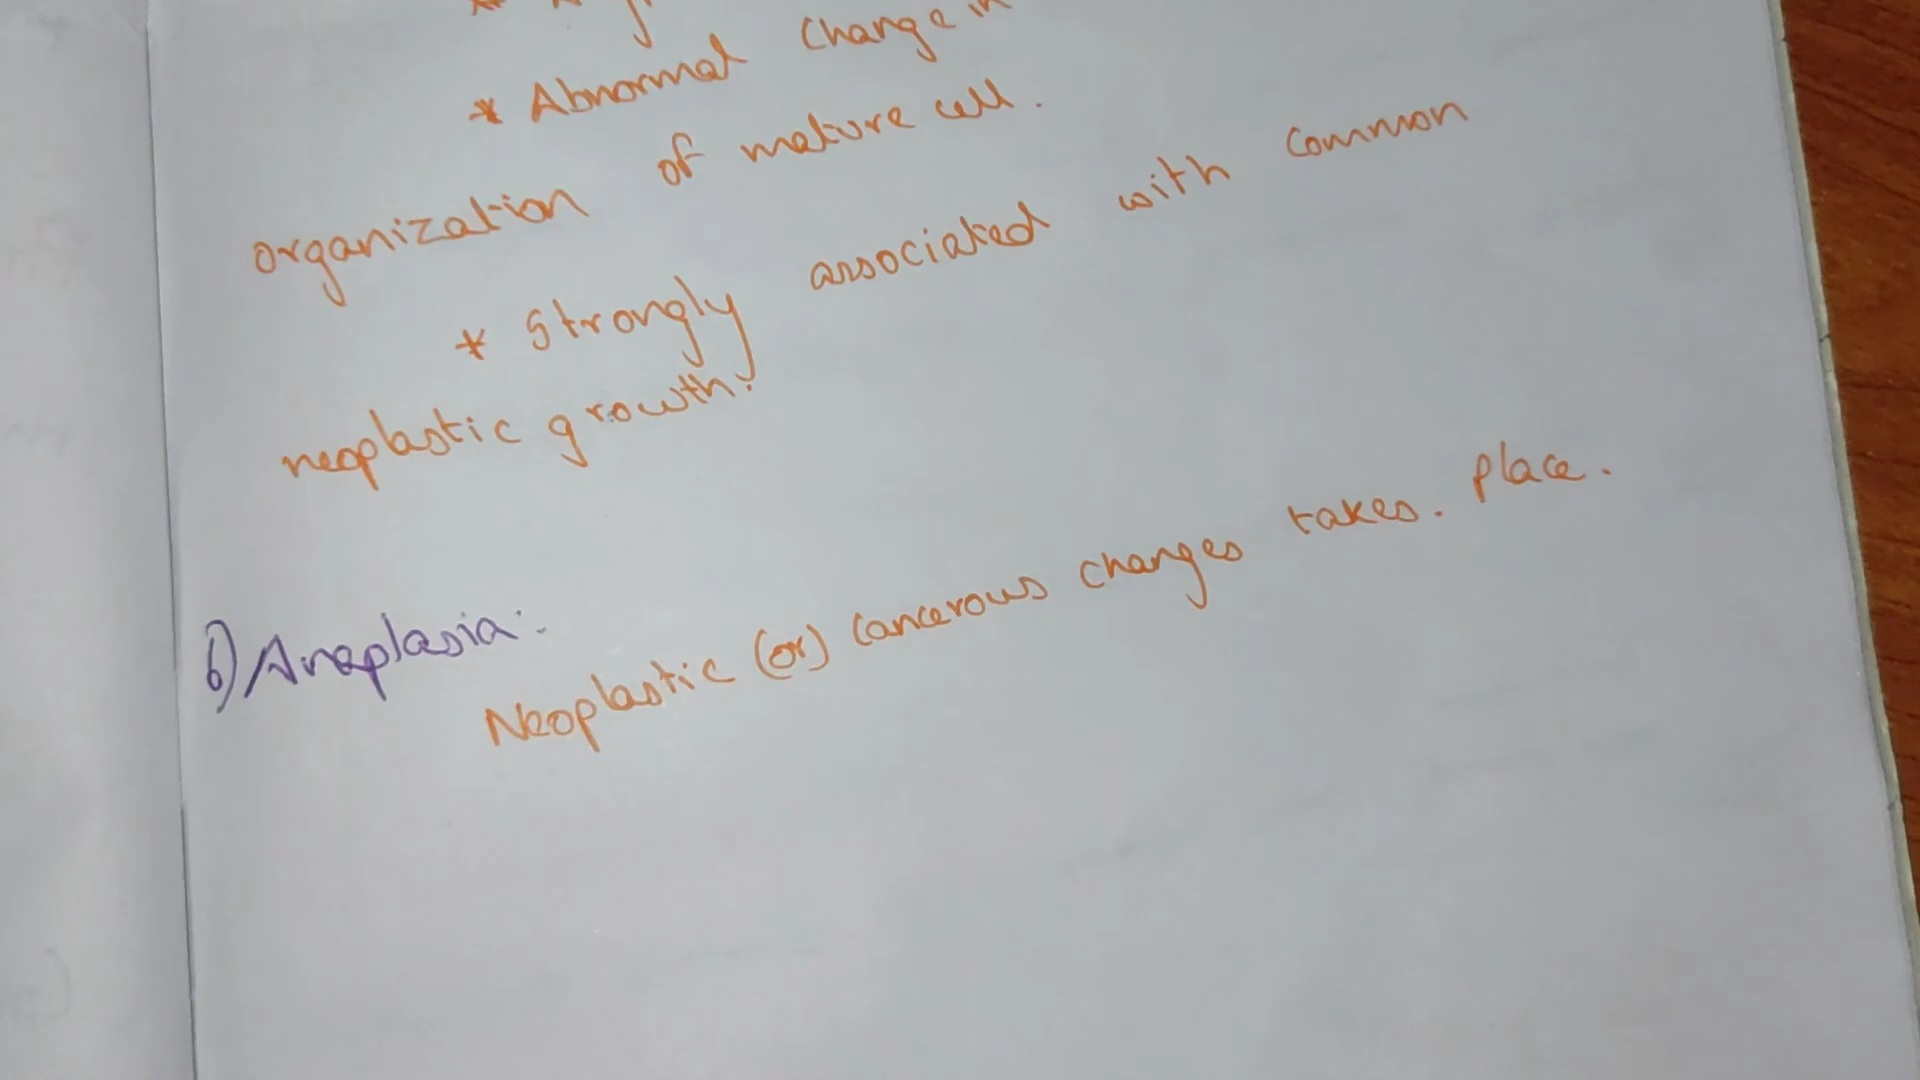 * Abnormal Change in
organization of mature cell.
* Strongly associated with common
neoplastic growth.
6) Anaplasia:
Neoplastic (or) Cancerous changes takes. place.